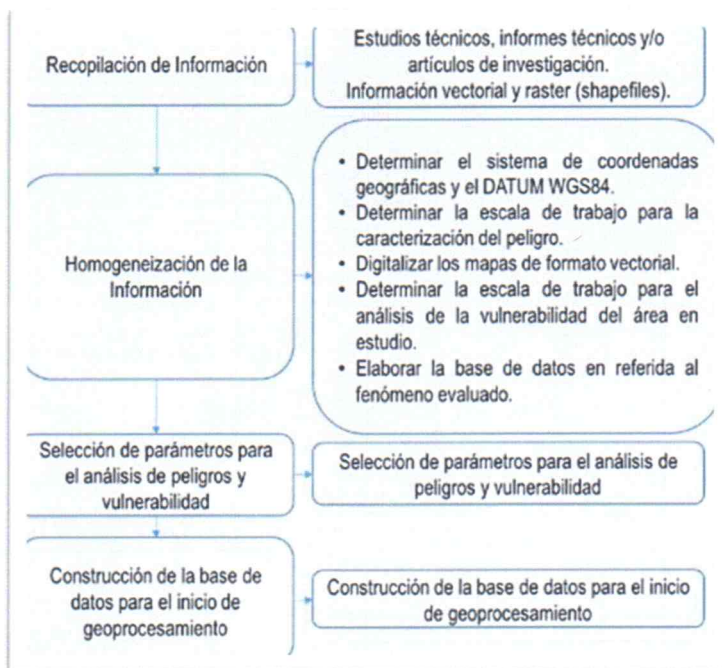 Recopilación de Información
Estudios técnicos, informes técnicos y/o
artículos de investigación.
Información vectorial y raster (shapefiles).
Homogeneización de la
Información
• Determinar el sistema de coordenadas
geográficas y el DATUM WGS84.
• Determinar la escala de trabajo para la
caracterización del peligro.
• Digitalizar los mapas de formato vectorial.
• Determinar la escala de trabajo para el
análisis de la vulnerabilidad del área en
estudio.
• Elaborar la base de datos en referida al
fenómeno evaluado.
Selección de parámetros para
el análisis de peligros y
vulnerabilidad
Selección de parámetros para el análisis de
peligros y vulnerabilidad
Construcción de la base de
datos para el inicio de
geoprocesamiento
Construcción de la base de datos para el inicio
de geoprocesamiento